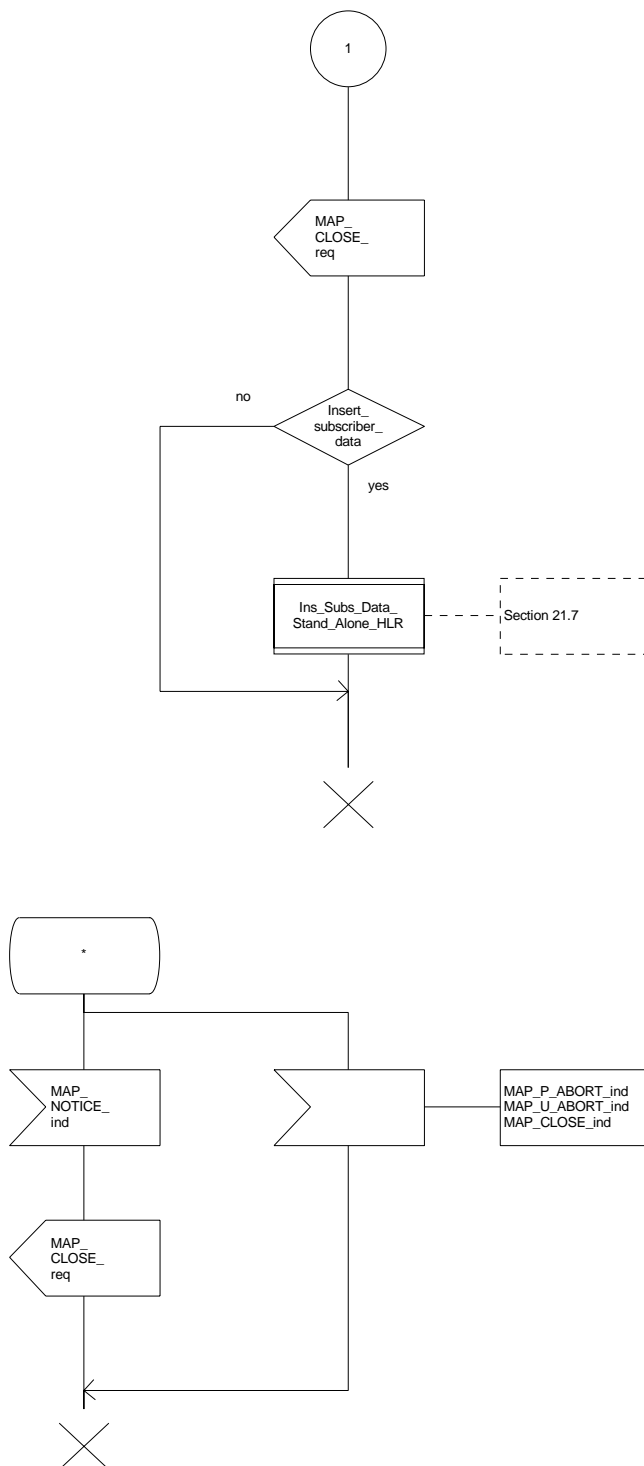 1
MAP_
CLOSE_
req
no
Insert_
subscriber_
data
yes
Ins_Subs_Data_
Stand_Alone_HLR
Section 21.7
*
MAP_
NOTICE_
ind
MAP_P_ABORT_ind
MAP_U_ABORT_ind
MAP_CLOSE_ind
MAP_
CLOSE_
req